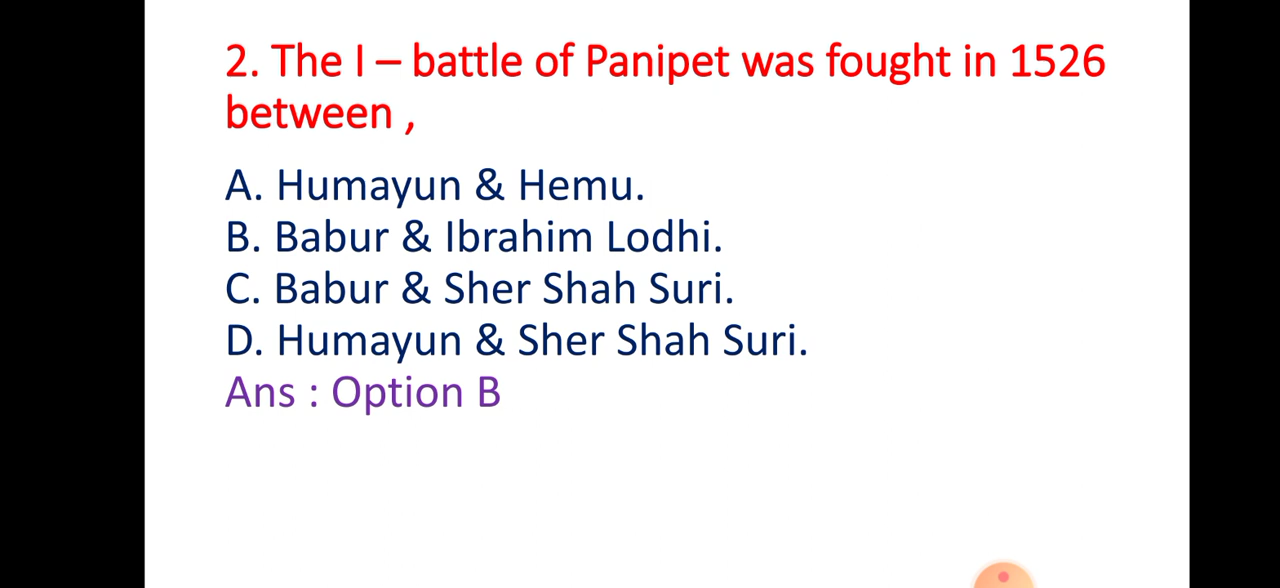 2. The I – battle of Panipet was fought in 1526
between ,
A. Humayun & Hemu.
B. Babur & Ibrahim Lodhi.
C. Babur & Sher Shah Suri.
D. Humayun & Sher Shah Suri.
Ans : Option B